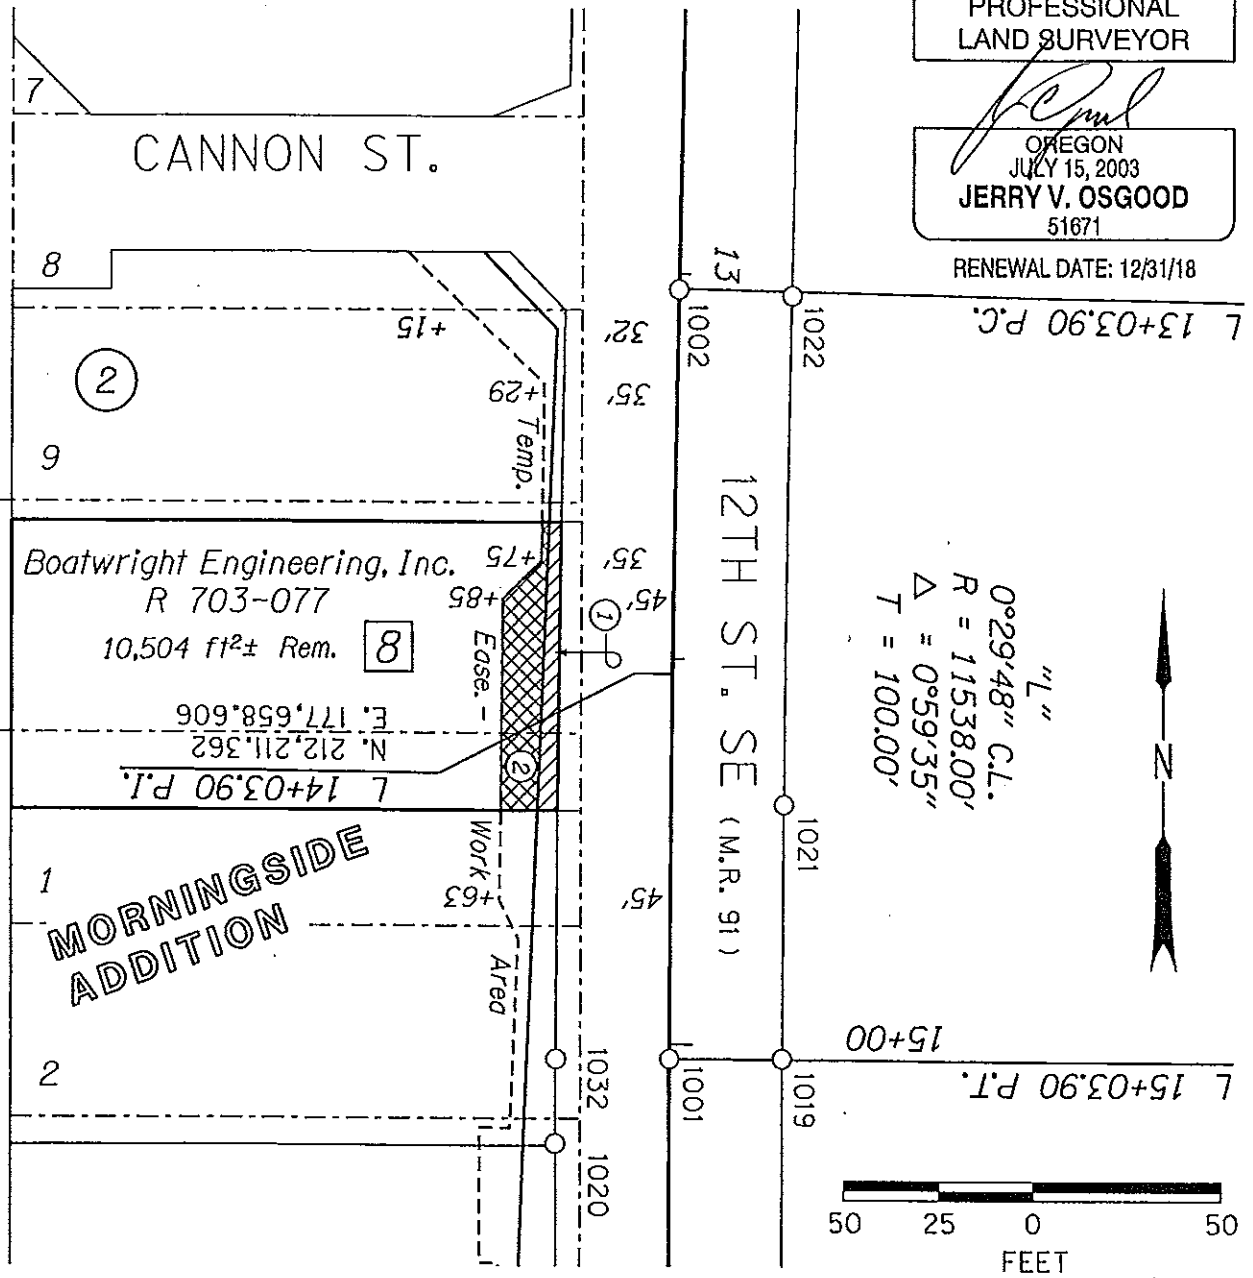 PROFESSIONAL
LAND SURVEYOR
OREGON
JULY 15, 2003
JERRY V. OSGOOD
51671
RENEWAL DATE: 12/31/18
7
CANNON ST.
8
+15
2
+29
9
Temp.
32'
35'
13
1002
1022
L 13+03.90 P.C.
Boatwright Engineering, Inc.
R 703-077
10,504 ft²± Rem.
8
+75
+85
Ease.
35'
45'
1
E. 177,658.606
N. 212,211.362
L 14+03.90 P.I.
2
12TH ST. SE (M.R. 91)
"L"
0°29'48" C.L.
R = 11538.00'
Δ = 0°59'35"
T = 100.00'
N
1021
1
MORNINGSIDE
ADDITION
Work
+63
Area
45'
2
1032
1020
1001
1019
15+00
L 15+03.90 P.T.
50 25 0 50
FEET